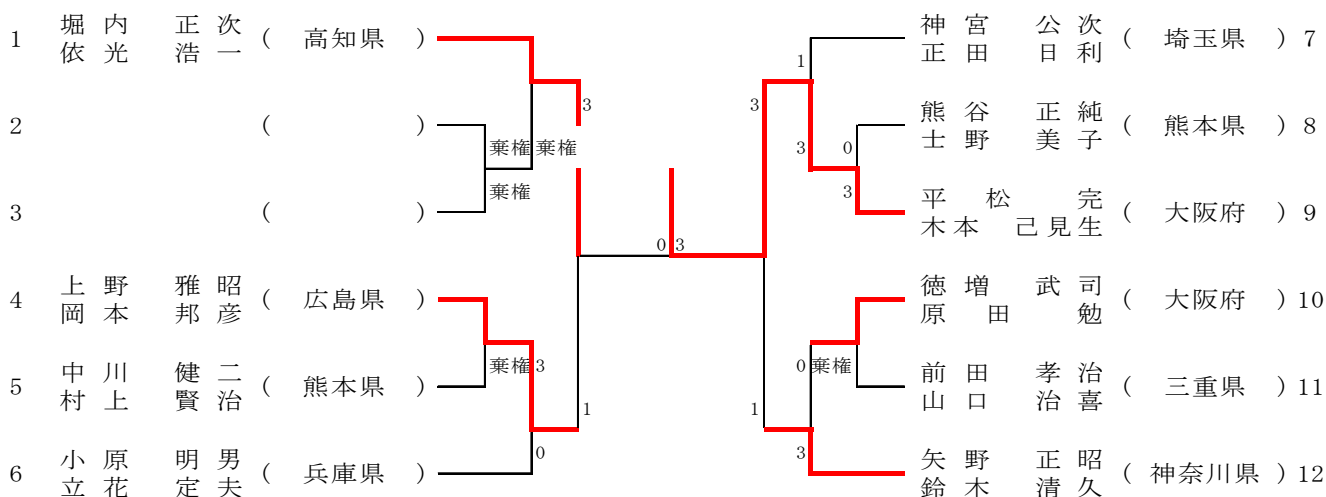 1 堀内 正次 依光 浩一 ( 高知県 )
2 ( )
3 ( )
4 上野 雅昭 岡本 邦彦 ( 広島県 )
5 中川 健二 村上 賢治 ( 熊本県 )
6 小原 明男 立花 定夫 ( 兵庫県 )
3
棄権 棄権
棄権
棄権 3
0
1
0 3
1
3
3
0
3
0 棄権
1
3
神宮 公次 正田 日利 ( 埼玉県 ) 7
熊谷 正純 士野 美子 ( 熊本県 ) 8
平松 完 木本 己見生 ( 大阪府 ) 9
徳増 武司 原田 勉 ( 大阪府 ) 10
前田 孝治 山口 治喜 ( 三重県 ) 11
矢野 正昭 鈴木 清久 ( 神奈川県 ) 12